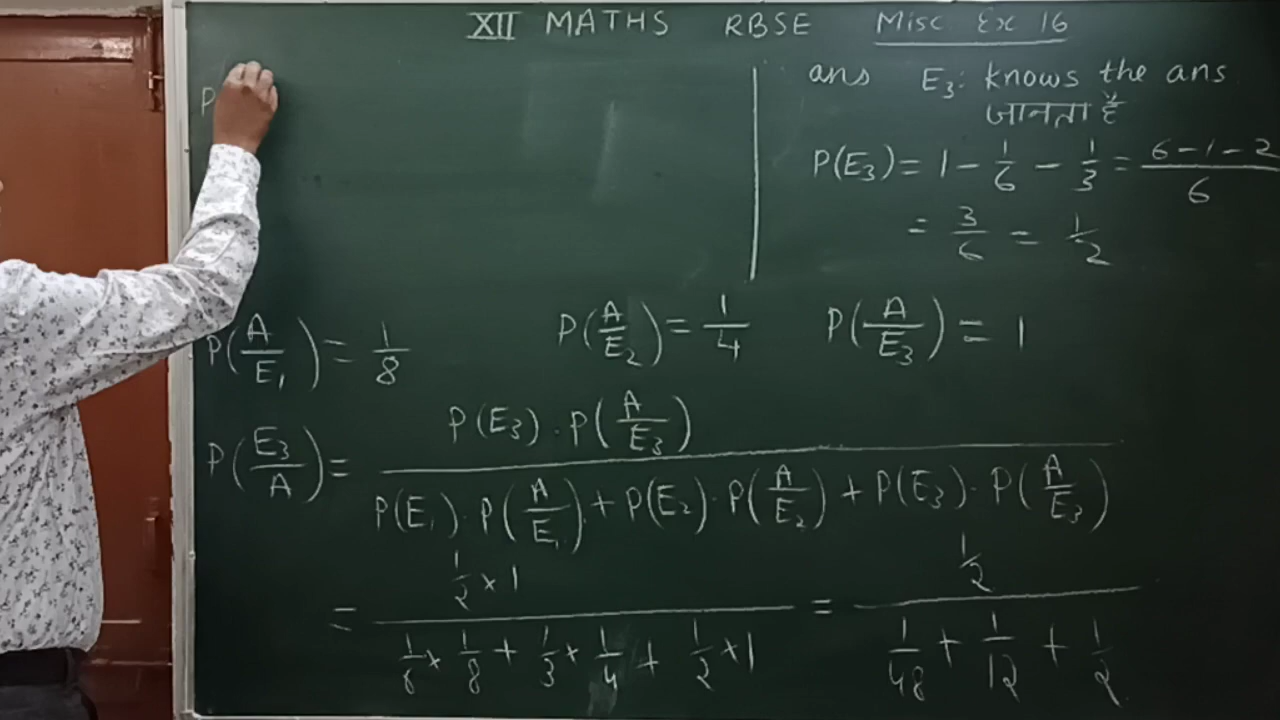 XII MATHS RBSE Misc Ex 16
ans E₃: knows the ans
जानता है
P(E₃) = 1 - 1/6 - 1/3 = (6-1-2)/6
= 3/6 = 1/2
P
P(A/E₁) = 1/8 P(A/E₂) = 1/4 P(A/E₃) = 1
P(E₃/A) = (P(E₃) · P(A/E₃)) / (P(E₁) · P(A/E₁) + P(E₂) · P(A/E₂) + P(E₃) · P(A/E₃))
= (1/2 × 1) / (1/6 × 1/8 + 1/3 × 1/4 + 1/2 × 1) = (1/2) / (1/48 + 1/12 + 1/2)